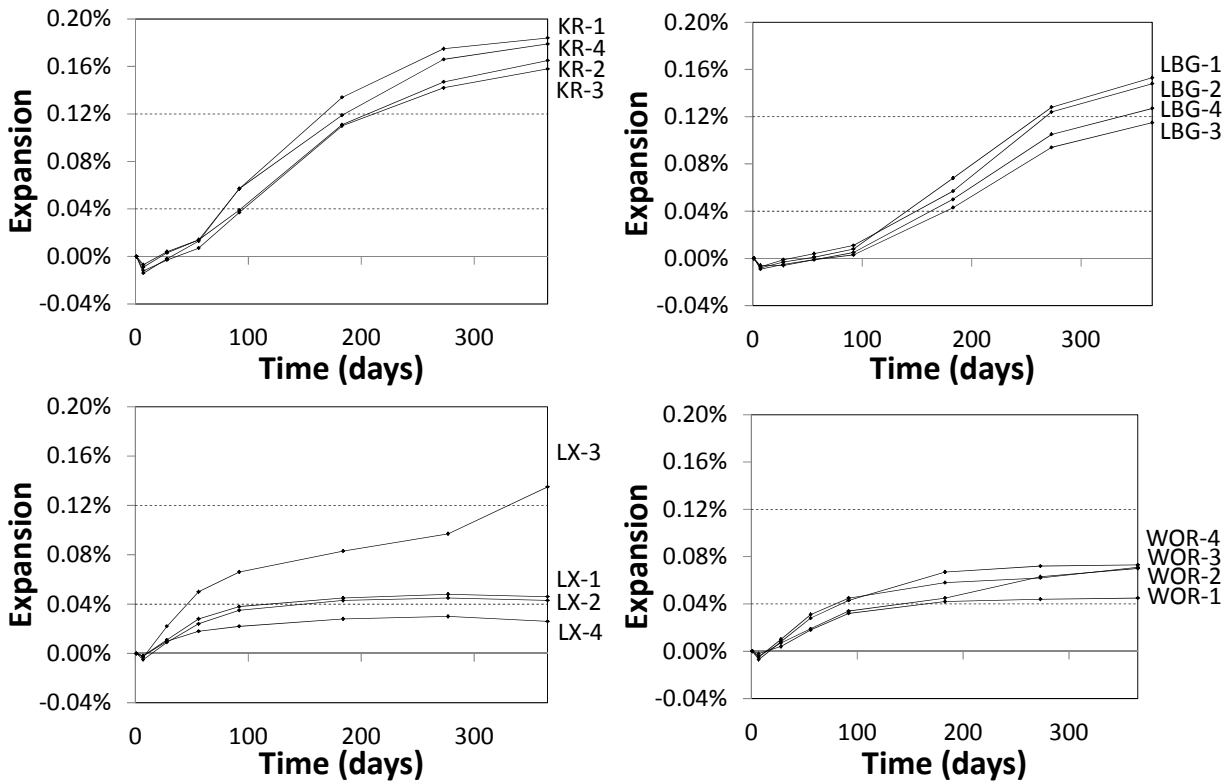 0.20%
0.16%
0.12%
0.08%
0.04%
0.00%
-0.04%
Expansion
0 100 200 300
Time (days)
KR-1
KR-4
KR-2
KR-3
0.20%
0.16%
0.12%
0.08%
0.04%
0.00%
-0.04%
Expansion
0 100 200 300
Time (days)
LBG-1
LBG-2
LBG-4
LBG-3
0.20%
0.16%
0.12%
0.08%
0.04%
0.00%
-0.04%
Expansion
0 100 200 300
Time (days)
LX-3
LX-1
LX-2
LX-4
0.20%
0.16%
0.12%
0.08%
0.04%
0.00%
-0.04%
Expansion
0 100 200 300
Time (days)
WOR-4
WOR-3
WOR-2
WOR-1